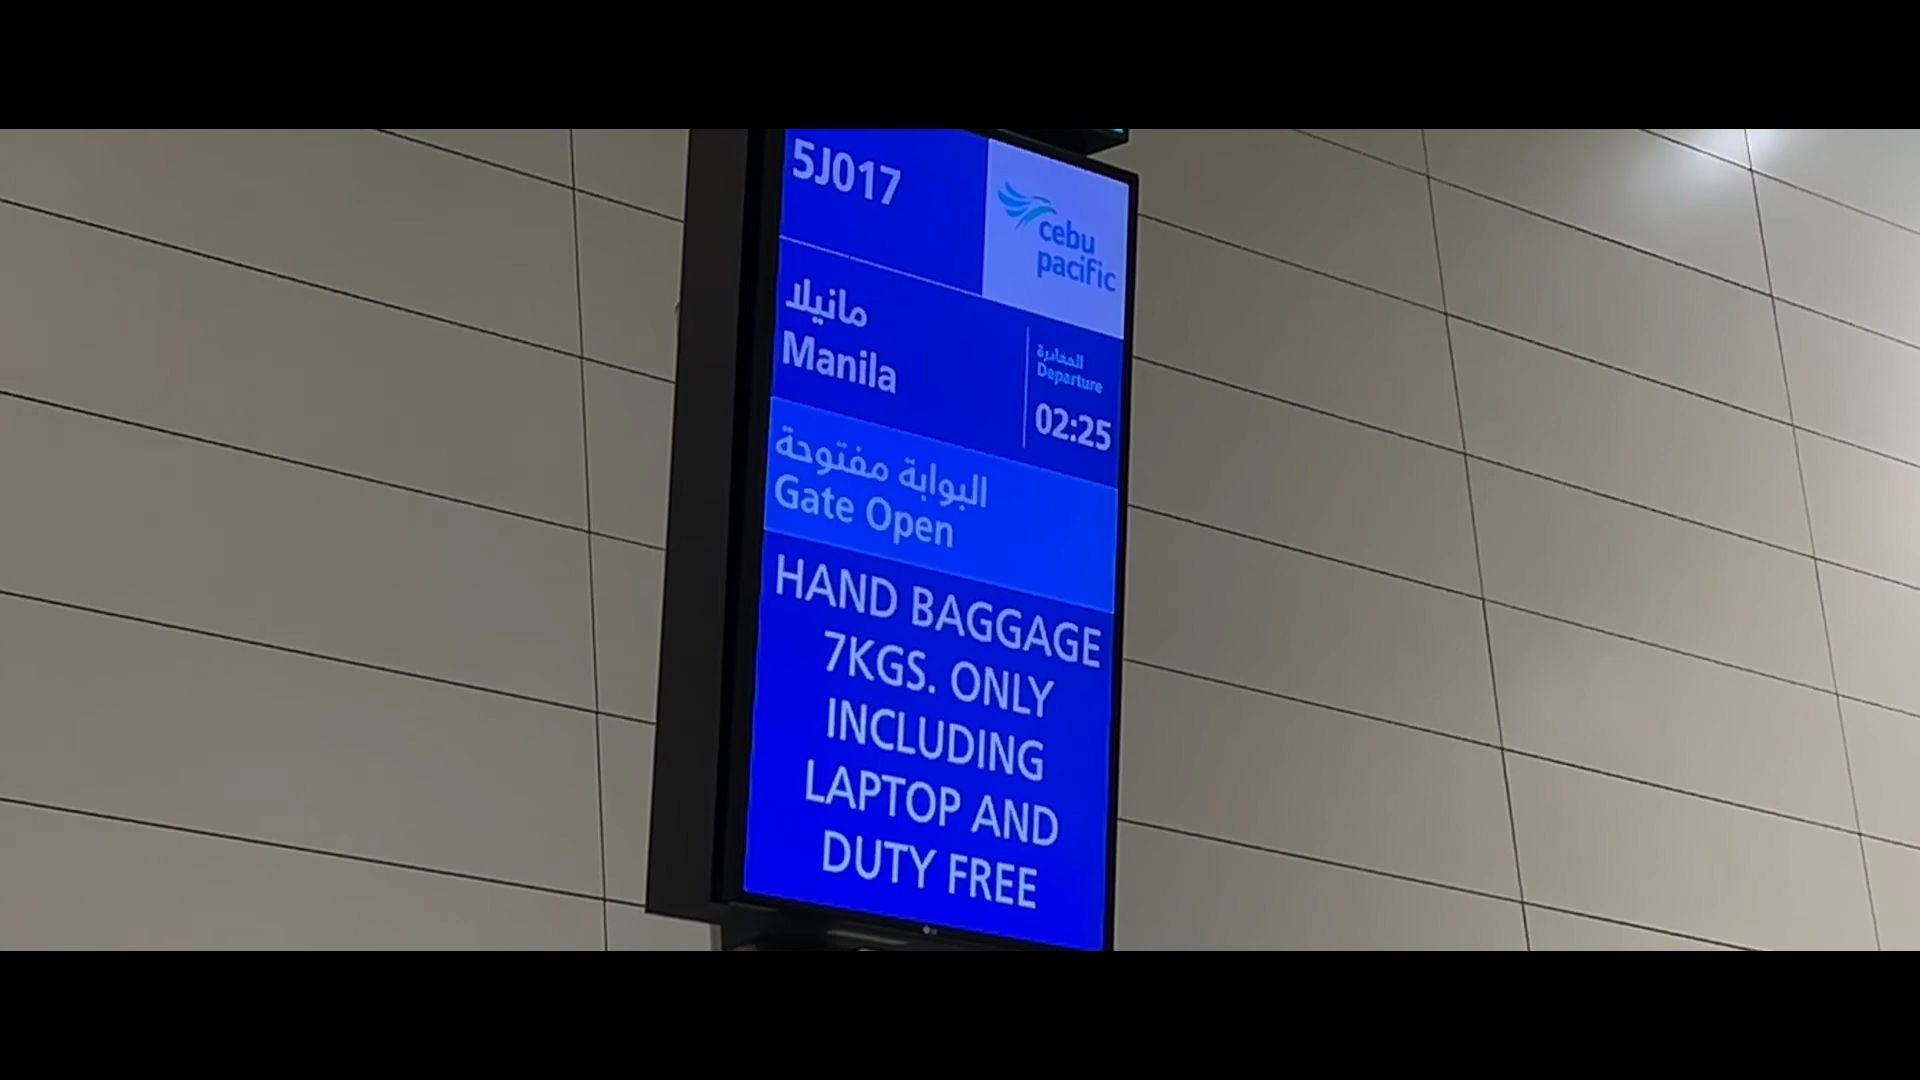 5J017
cebu
pacific
مانيلا
Manila
المغادرة
Departure
02:25
البوابة مفتوحة
Gate Open
HAND BAGGAGE
7KGS. ONLY
INCLUDING
LAPTOP AND
DUTY FREE